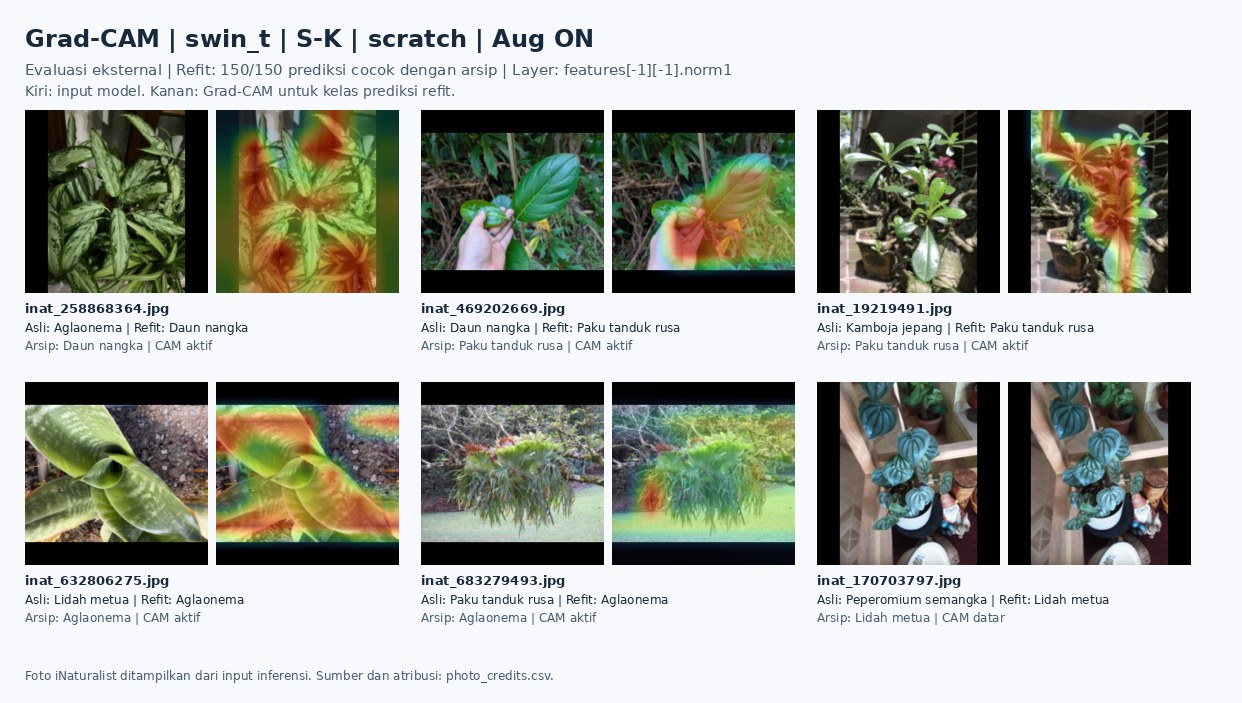 Grad-CAM | swin_t | S-K | scratch | Aug ON
Evaluasi eksternal | Refit: 150/150 prediksi cocok dengan arsip | Layer: features[-1][-1].norm1
Kiri: input model. Kanan: Grad-CAM untuk kelas prediksi refit.
inat_258868364.jpg
Asli: Aglaonema | Refit: Daun nangka
Arsip: Daun nangka | CAM aktif
inat_469202669.jpg
Asli: Daun nangka | Refit: Paku tanduk rusa
Arsip: Paku tanduk rusa | CAM aktif
inat_19219491.jpg
Asli: Kamboja jepang | Refit: Paku tanduk rusa
Arsip: Paku tanduk rusa | CAM aktif
inat_632806275.jpg
Asli: Lidah metua | Refit: Aglaonema
Arsip: Aglaonema | CAM aktif
inat_683279493.jpg
Asli: Paku tanduk rusa | Refit: Aglaonema
Arsip: Aglaonema | CAM aktif
inat_170703797.jpg
Asli: Peperomium semangka | Refit: Lidah metua
Arsip: Lidah metua | CAM datar
Foto iNaturalist ditampilkan dari input inferensi. Sumber dan atribusi: photo_credits.csv.